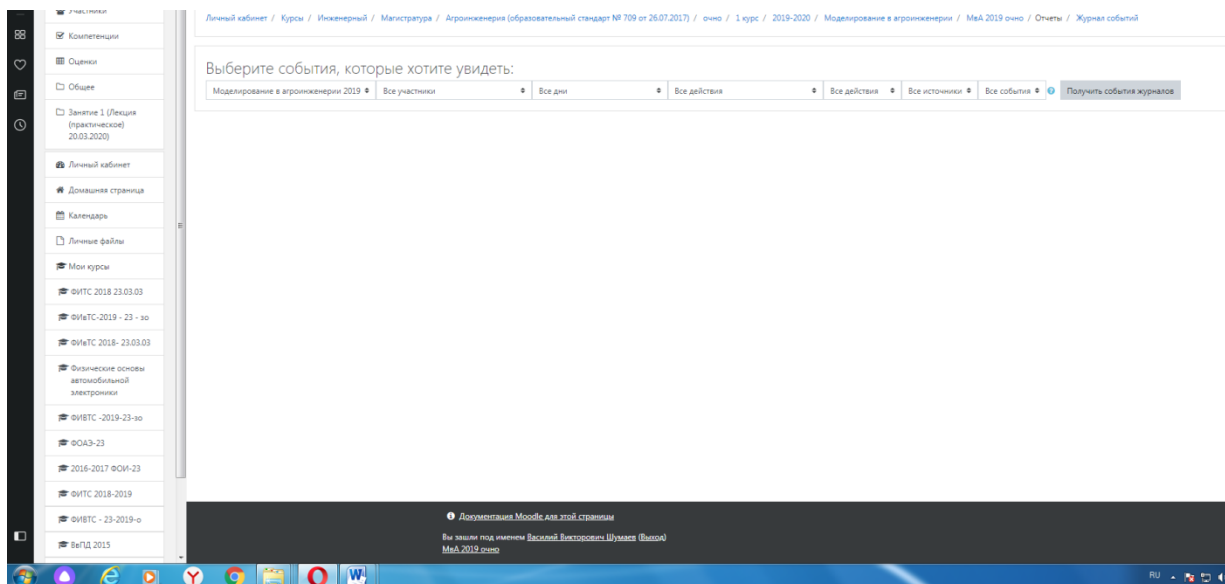 Участники
Компетенции
Оценки
Общее
Занятие 1 (Лекция
(практическое)
20.03.2020)
Личный кабинет
Домашняя страница
Календарь
Личные файлы
Мои курсы
ФИТС 2018 23.03.03
ФИвТС-2019 - 23 - зо
ФИвТС 2018- 23.03.03
Физические основы
автомобильной
электроники
ФИВТС -2019-23-зо
ФОАЭ-23
2016-2017 ФОИ-23
ФИТС 2018-2019
ФИВТС - 23-2019-о
ВеПД 2015
Личный кабинет / Курсы / Инженерный / Магистратура / Агроинженерия (образовательный стандарт № 709 от 26.07.2017) / очно / 1 курс / 2019-2020 / Моделирование в агроинженерии / МвА 2019 очно / Отчеты / Журнал событий
Выберите события, которые хотите увидеть:
Моделирование в агроинженерии 2019 Все участники Все дни Все действия Все действия Все источники Все события Получить события журналов
Документация Moodle для этой страницы
Вы зашли под именем Василий Викторович Шумаев (Выход)
МвА 2019 очно
RU